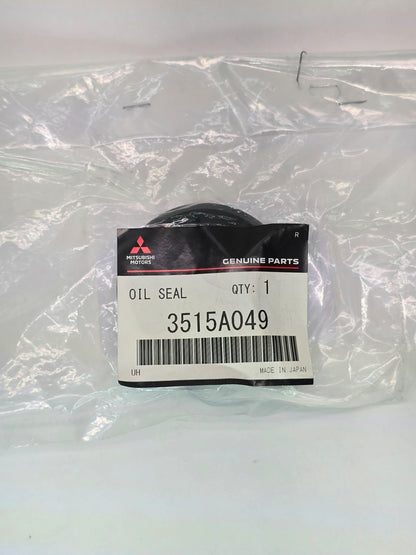 R
MITSUBISHI
MOTORS
GENUINE PARTS
OIL SEAL QTY: 1
3515A049
UH MADE IN JAPAN